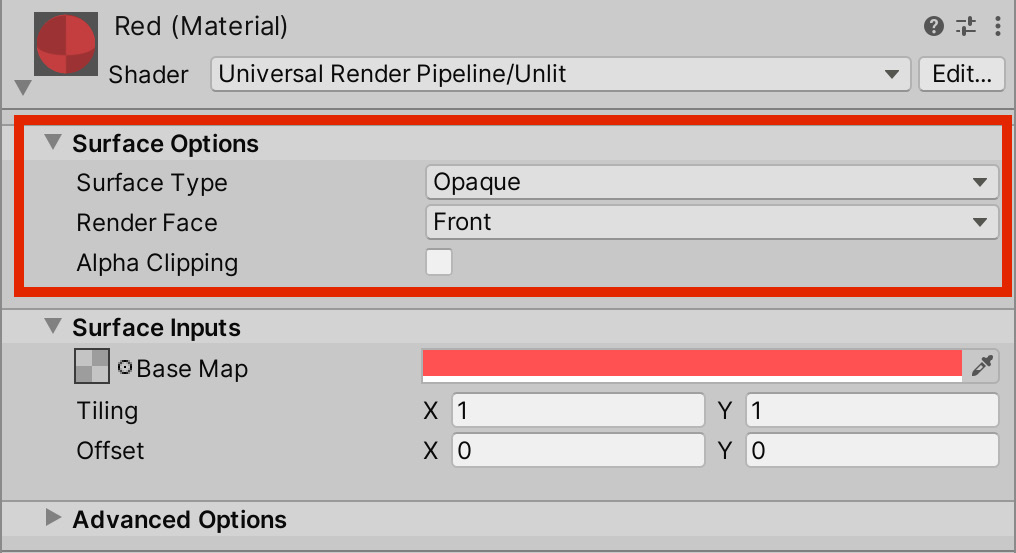 Red (Material)
Shader Universal Render Pipeline/Unlit Edit...
Surface Options
Surface Type Opaque
Render Face Front
Alpha Clipping
Surface Inputs
Base Map
Tiling X 1 Y 1
Offset X 0 Y 0
Advanced Options